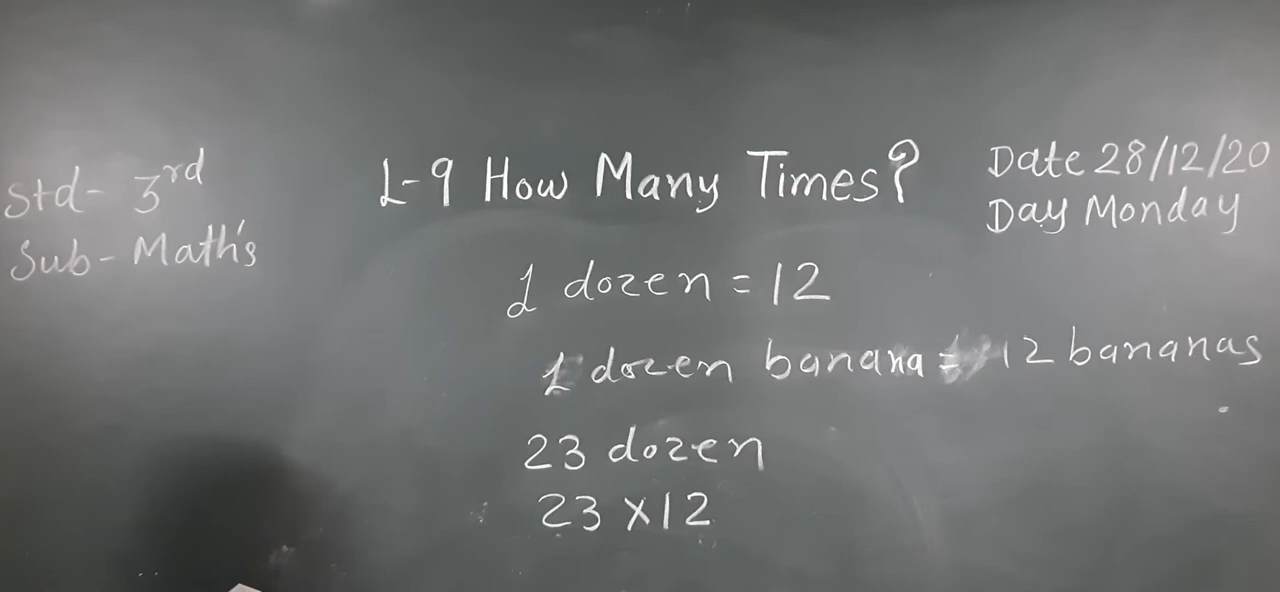 Std- 3rd
Sub- Math's
L-9 How Many Times?
Date 28/12/20
Day Monday
1 dozen = 12
1 dozen banana = 12 bananas
23 dozen
23 x 12